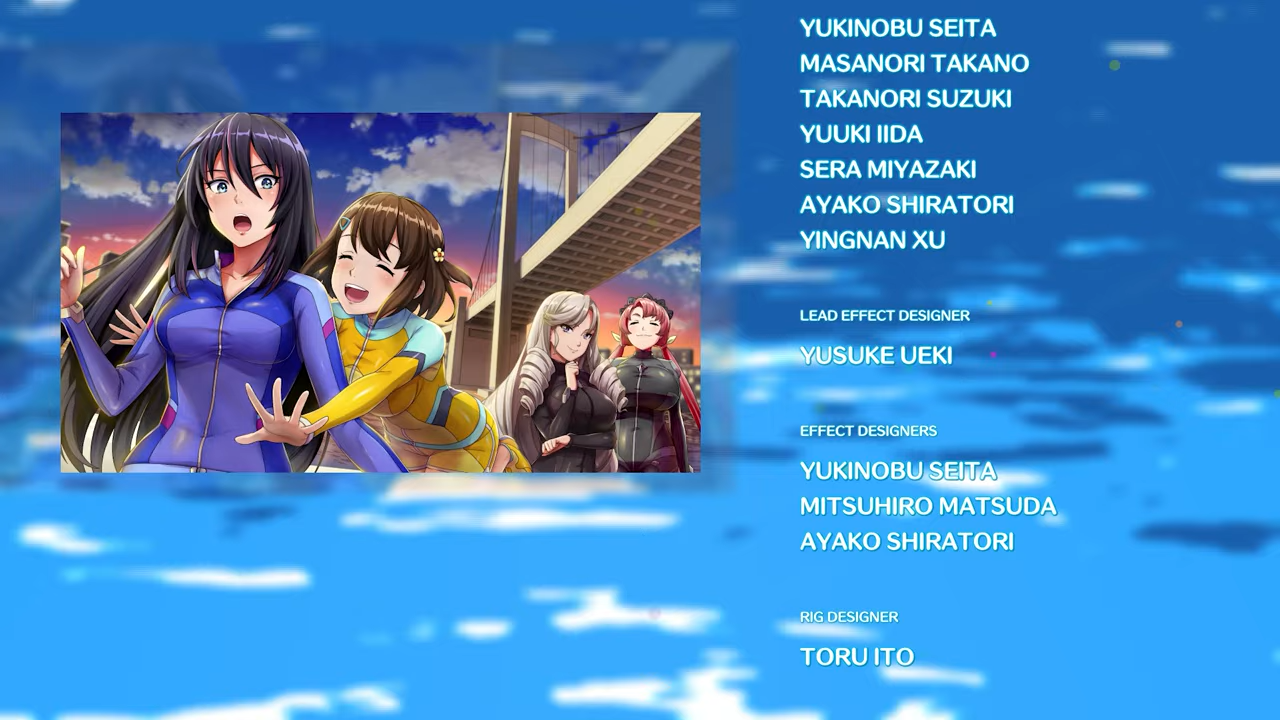 YUKINOBU SEITA
MASANORI TAKANO
TAKANORI SUZUKI
YUUKI IIDA
SERA MIYAZAKI
AYAKO SHIRATORI
YINGNAN XU
LEAD EFFECT DESIGNER
YUSUKE UEKI
EFFECT DESIGNERS
YUKINOBU SEITA
MITSUHIRO MATSUDA
AYAKO SHIRATORI
RIG DESIGNER
TORU ITO